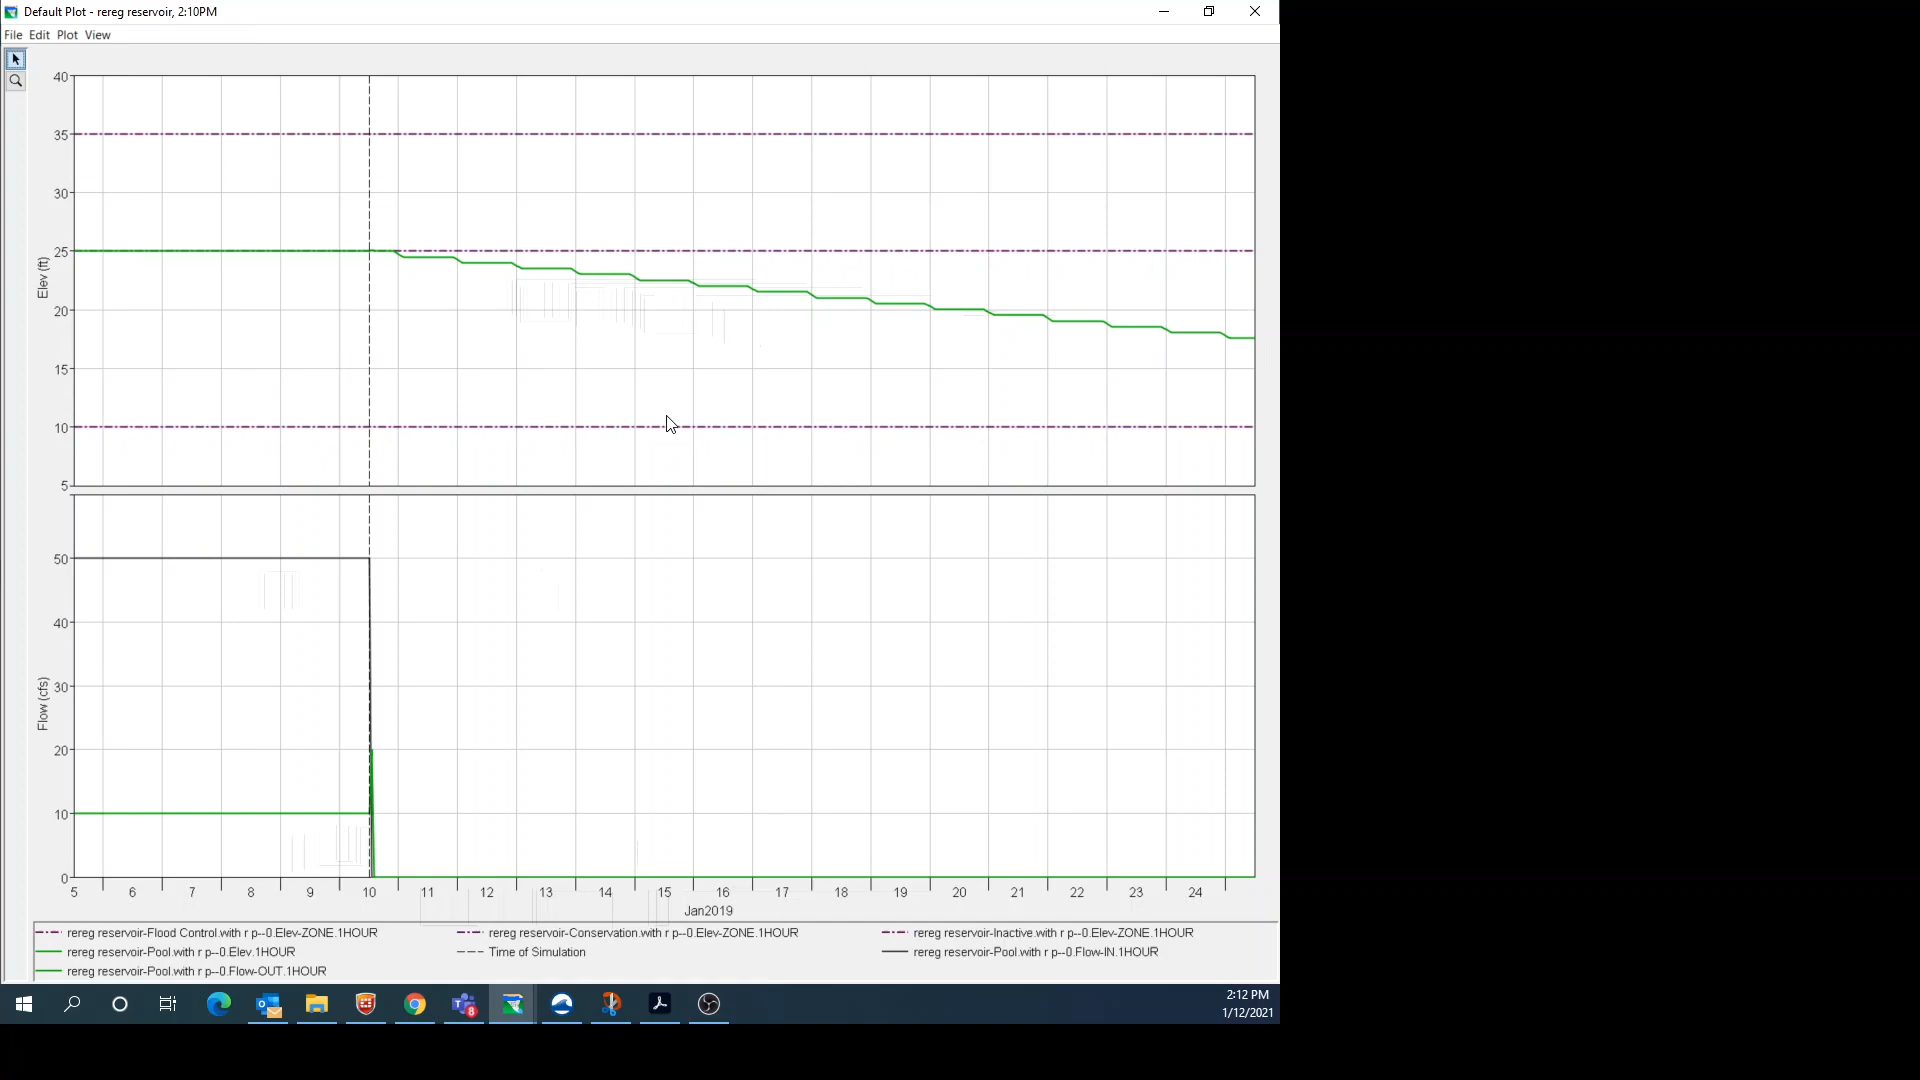 Default Plot - rereg reservoir, 2:10PM
File Edit Plot View
40
35
30
25
20
15
10
5
Elev (ft)
50
40
30
20
10
0
Flow (cfs)
5 6 7 8 9 10 11 12 13 14 15 16 17 18 19 20 21 22 23 24
Jan2019
rereg reservoir-Flood Control.with r p--0.Elev-ZONE.1HOUR rereg reservoir-Conservation.with r p--0.Elev-ZONE.1HOUR rereg reservoir-Inactive.with r p--0.Elev-ZONE.1HOUR
rereg reservoir-Pool.with r p--0.Elev.1HOUR Time of Simulation rereg reservoir-Pool.with r p--0.Flow-IN.1HOUR
rereg reservoir-Pool.with r p--0.Flow-OUT.1HOUR
8
2:12 PM
1/12/2021